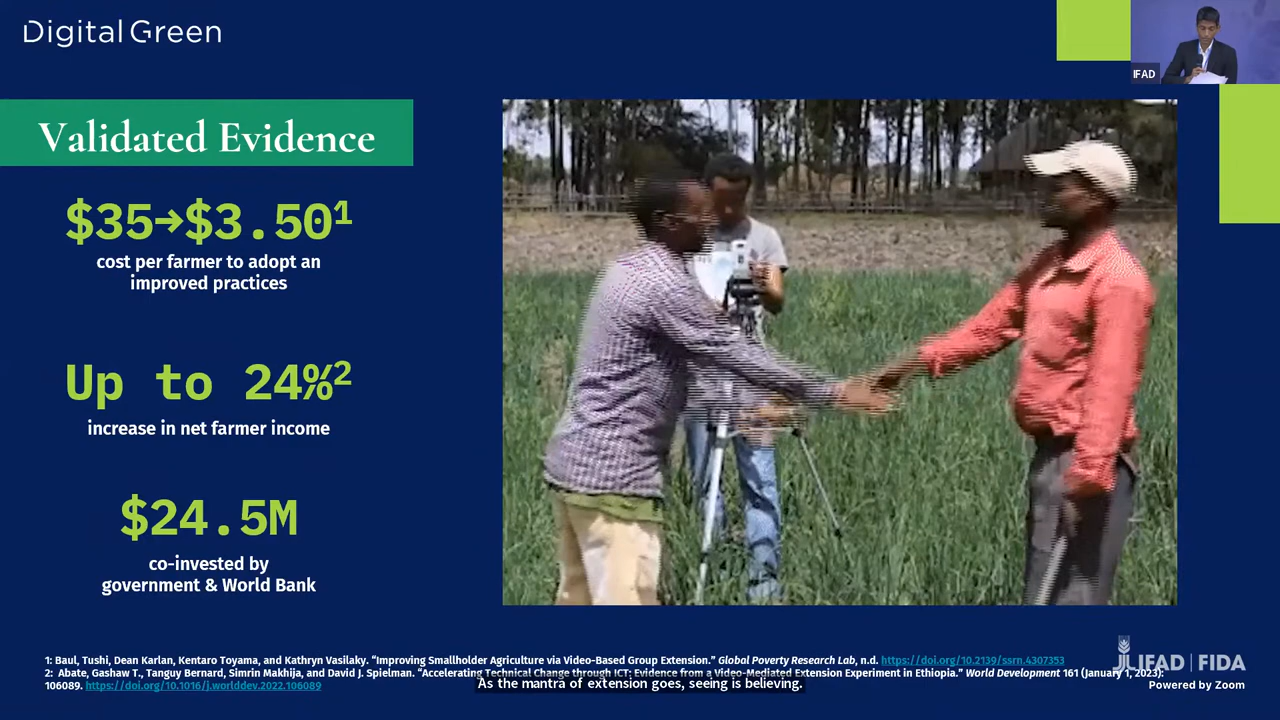 Digital Green
IFAD
Validated Evidence
$35→$3.50¹
cost per farmer to adopt an
improved practices
Up to 24%²
increase in net farmer income
$24.5M
co-invested by
government & World Bank
1: Baul, Tushi, Dean Karlan, Kentaro Toyama, and Kathryn Vasilaky. “Improving Smallholder Agriculture via Video-Based Group Extension.” Global Poverty Research Lab, n.d. https://doi.org/10.2139/ssrn.4307353
2: Abate, Gashaw T., Tanguy Bernard, Simrin Makhija, and David J. Spielman. “Accelerating Technical Change through ICT: Evidence from a Video-Mediated Extension Experiment in Ethiopia.” World Development 161 (January 1, 2023):
106089. https://doi.org/10.1016/j.worlddev.2022.106089
As the mantra of extension goes, seeing is believing.
JLIFAD | FIDA
Powered by Zoom